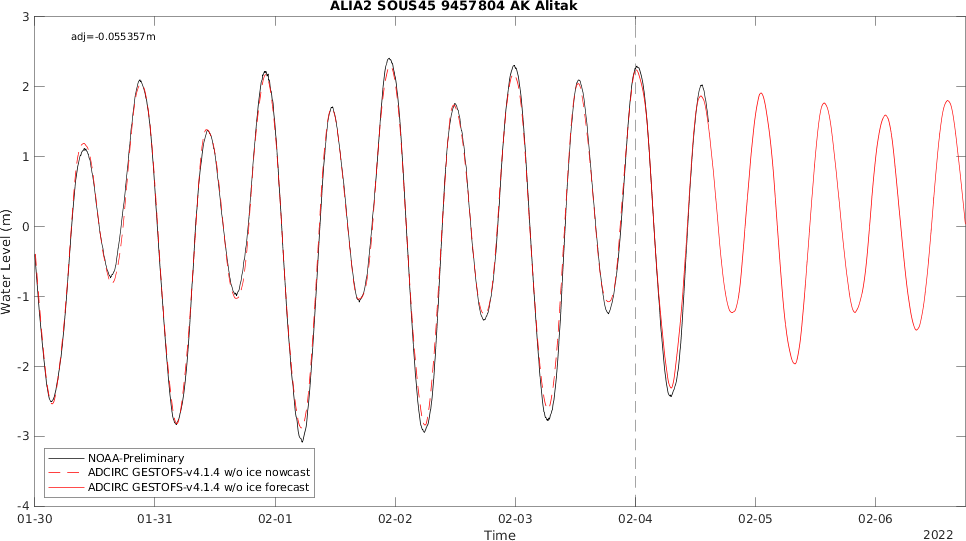 ALIA2 SOUS45 9457804 AK Alitak
adj=-0.055357m
3
2
1
0
-1
-2
-3
-4
Water Level (m)
NOAA-Preliminary
ADCIRC GESTOFS-v4.1.4 w/o ice nowcast
ADCIRC GESTOFS-v4.1.4 w/o ice forecast
01-30 01-31 02-01 02-02 02-03 02-04 02-05 02-06
Time
2022